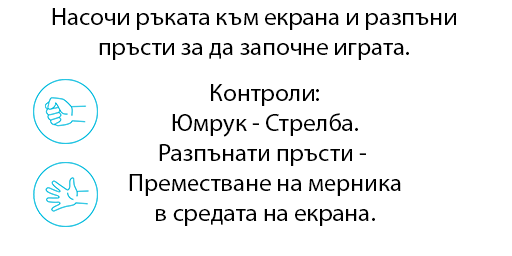 Насочи ръката към екрана и разпъни
пръсти за да започне играта.
Контроли:
Юмрук - Стрелба.
Разпънати пръсти -
Преместване на мерника
в средата на екрана.